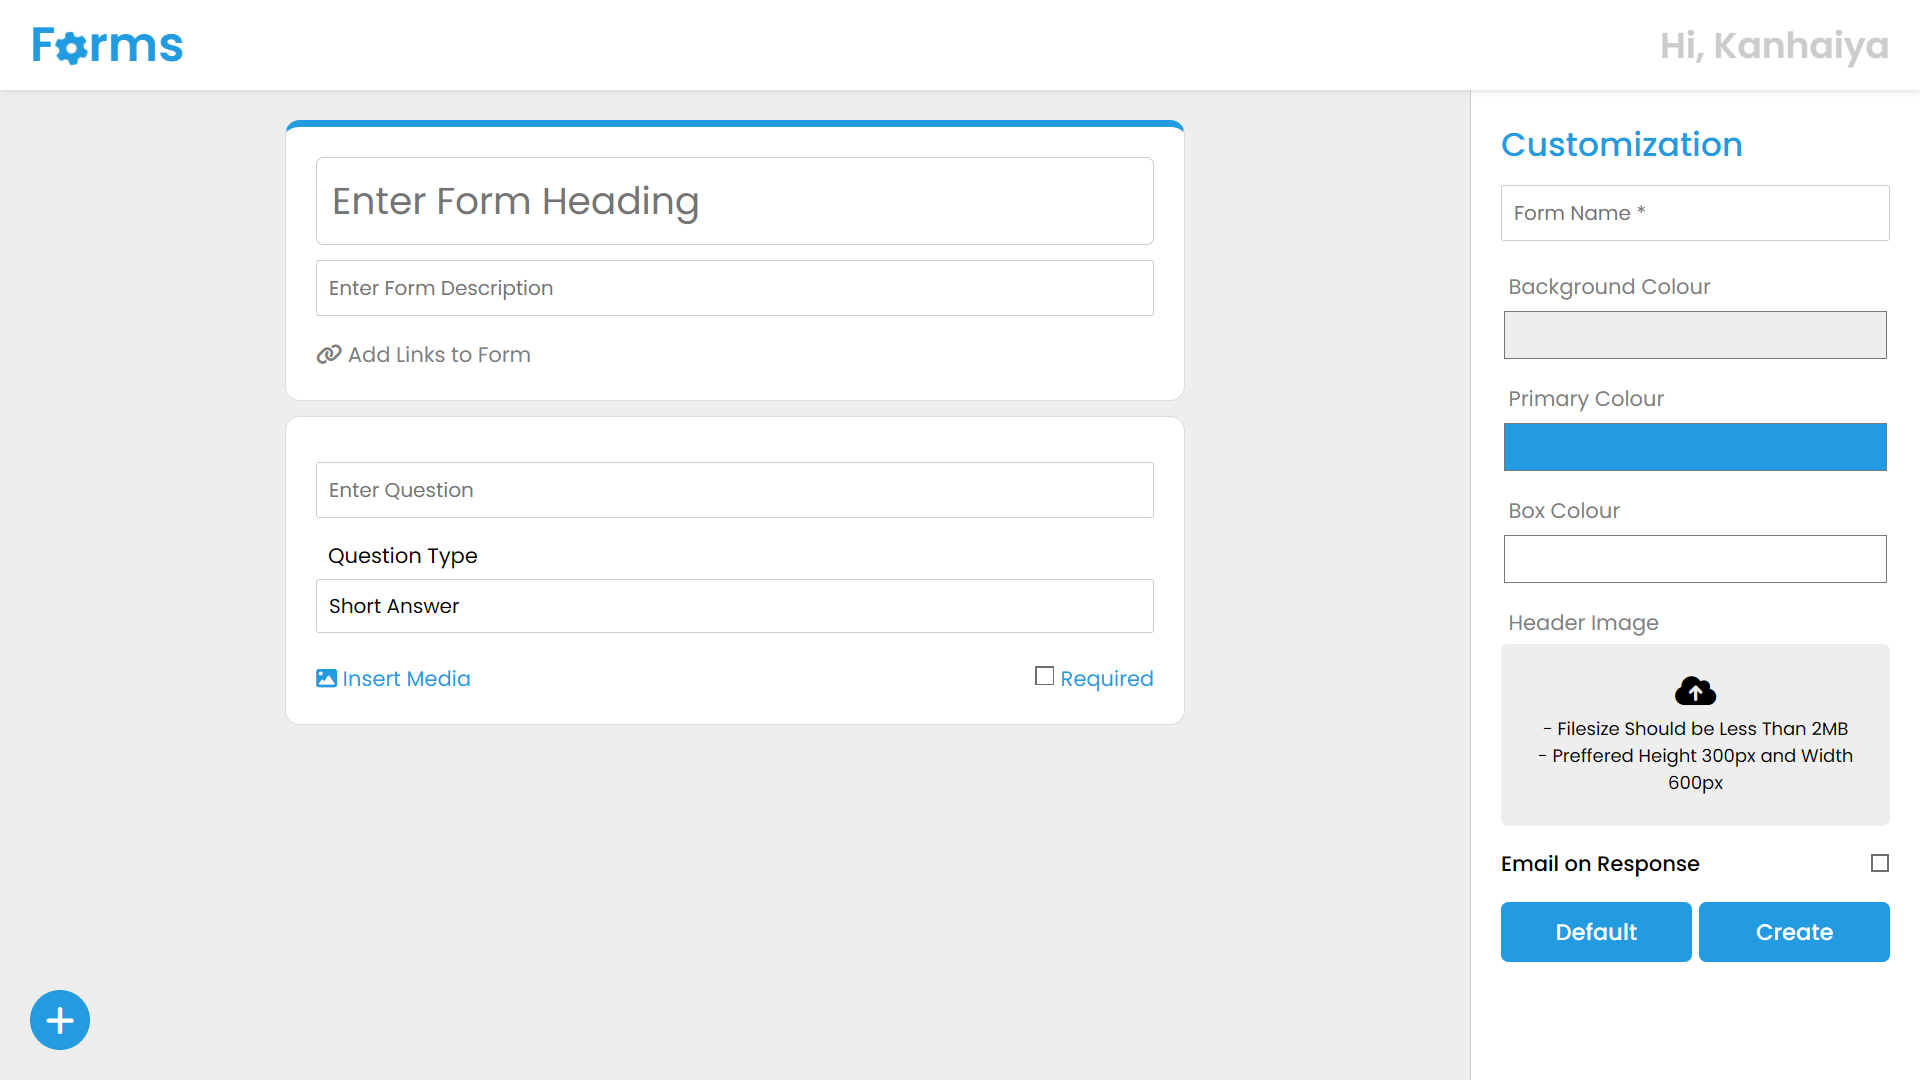 Forms
Hi, Kanhaiya
Enter Form Heading
Enter Form Description
Add Links to Form
Enter Question
Question Type
Short Answer
Insert Media
Required
Customization
Form Name *
Background Colour
Primary Colour
Box Colour
Header Image
- Filesize Should be Less Than 2MB
- Preffered Height 300px and Width
600px
Email on Response
Default
Create